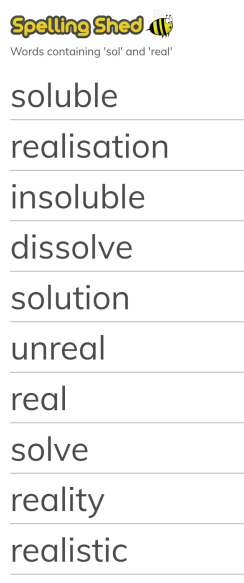 Spelling Shed
Words containing 'sol' and 'real'
soluble
realisation
insoluble
dissolve
solution
unreal
real
solve
reality
realistic